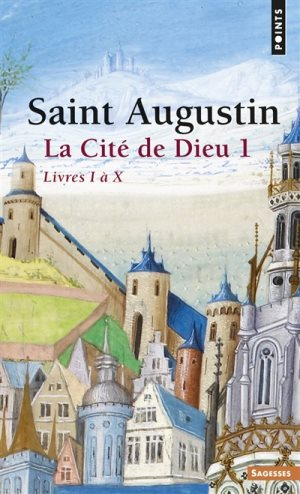 POINTS
Saint Augustin
La Cité de Dieu 1
Livres I à X
SAGESSES